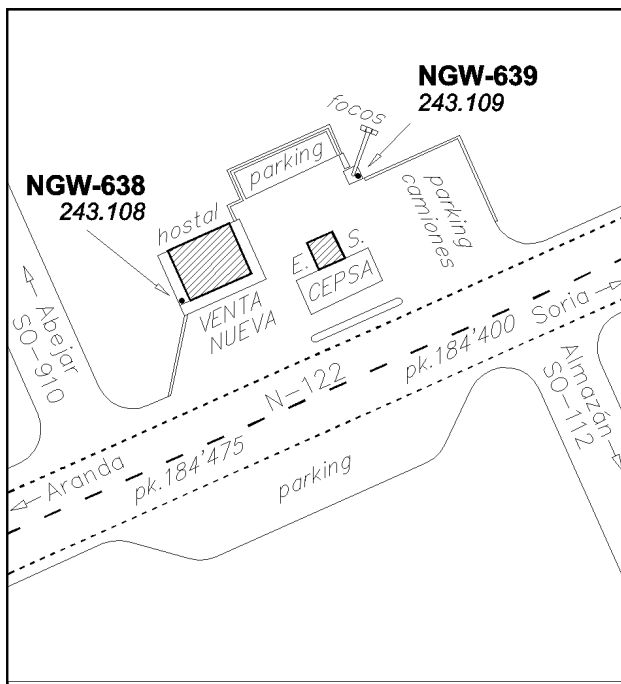 NGW-639
243.109
focos
parking
NGW-638
243.108
hostal
parking
camiones
E. S.
CEPSA
VENTA
NUEVA
Abejar
SO-910
N-122
pk.184'400
Soria
Almazán
SO-112
Aranda
pk.184'475
parking